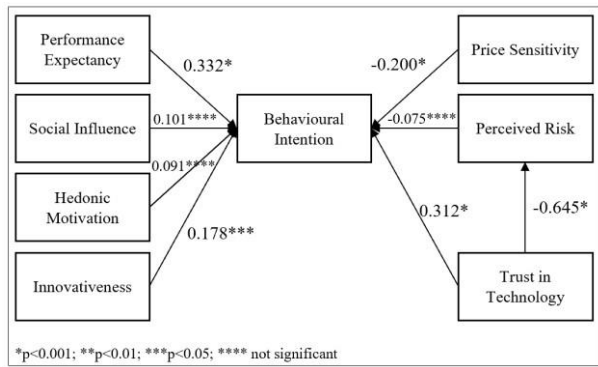 Performance
Expectancy
0.332*
Social Influence
0.101****
Hedonic
Motivation
0.091****
Innovativeness
0.178***
Behavioural
Intention
Price Sensitivity
-0.200*
Perceived Risk
-0.075****
-0.645*
Trust in
Technology
0.312*
*p<0.001; **p<0.01; ***p<0.05; **** not significant